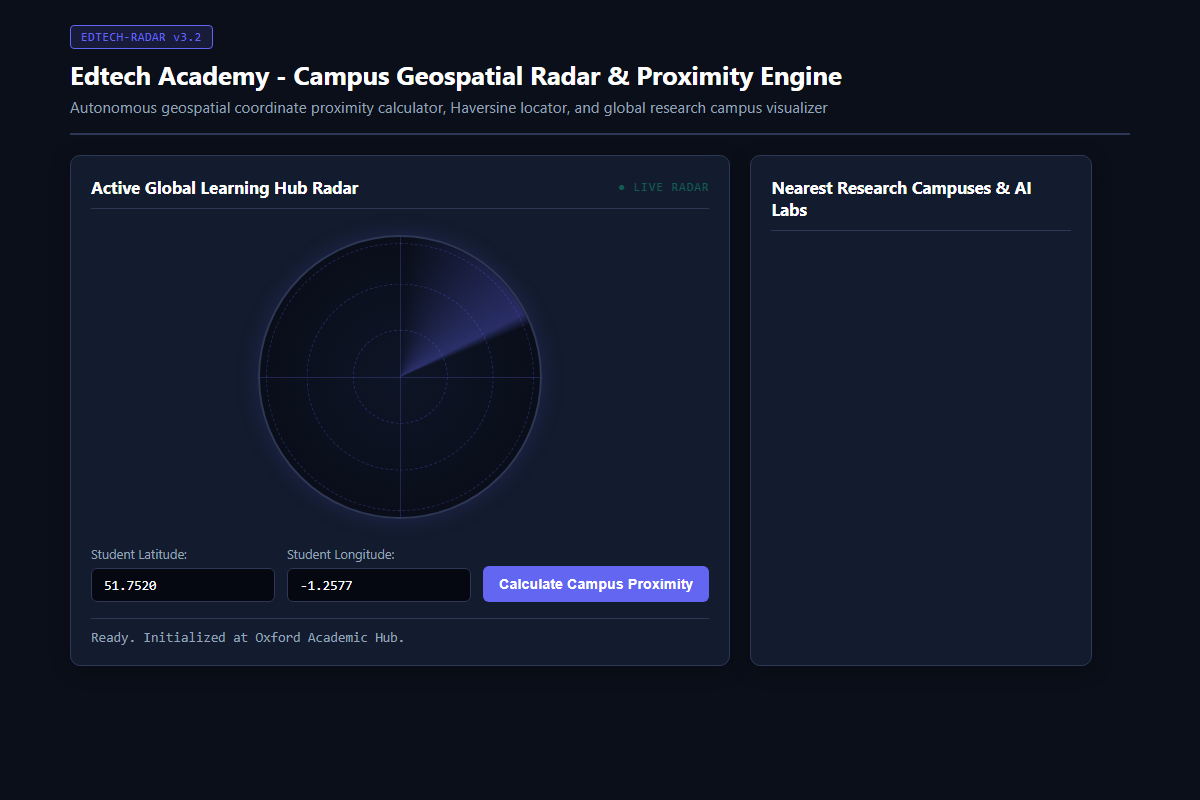 EDTECH-RADAR v3.2
Edtech Academy - Campus Geospatial Radar & Proximity Engine
Autonomous geospatial coordinate proximity calculator, Haversine locator, and global research campus visualizer
Active Global Learning Hub Radar
● LIVE RADAR
Student Latitude:
Student Longitude:
51.7520
-1.2577
Calculate Campus Proximity
Ready. Initialized at Oxford Academic Hub.
Nearest Research Campuses & AI
Labs